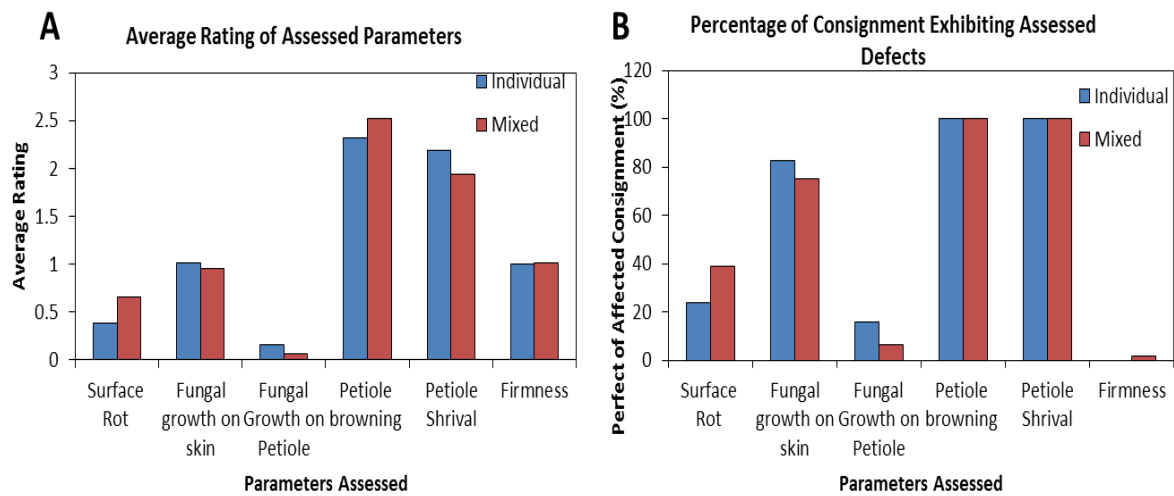 A
Average Rating of Assessed Parameters
3
2.5
2
1.5
1
0.5
0
Average Rating
Individual
Mixed
Surface Rot
Fungal growth on skin
Fungal Growth on Petiole
Petiole browning
Petiole Shrival
Firmness
Parameters Assessed
B
Percentage of Consignment Exhibiting Assessed
Defects
120
100
80
60
40
20
0
Perfect of Affected Consignment (%)
Individual
Mixed
Surface Rot
Fungal growth on skin
Fungal Growth on Petiole
Petiole browning
Petiole Shrival
Firmness
Parameters Assessed